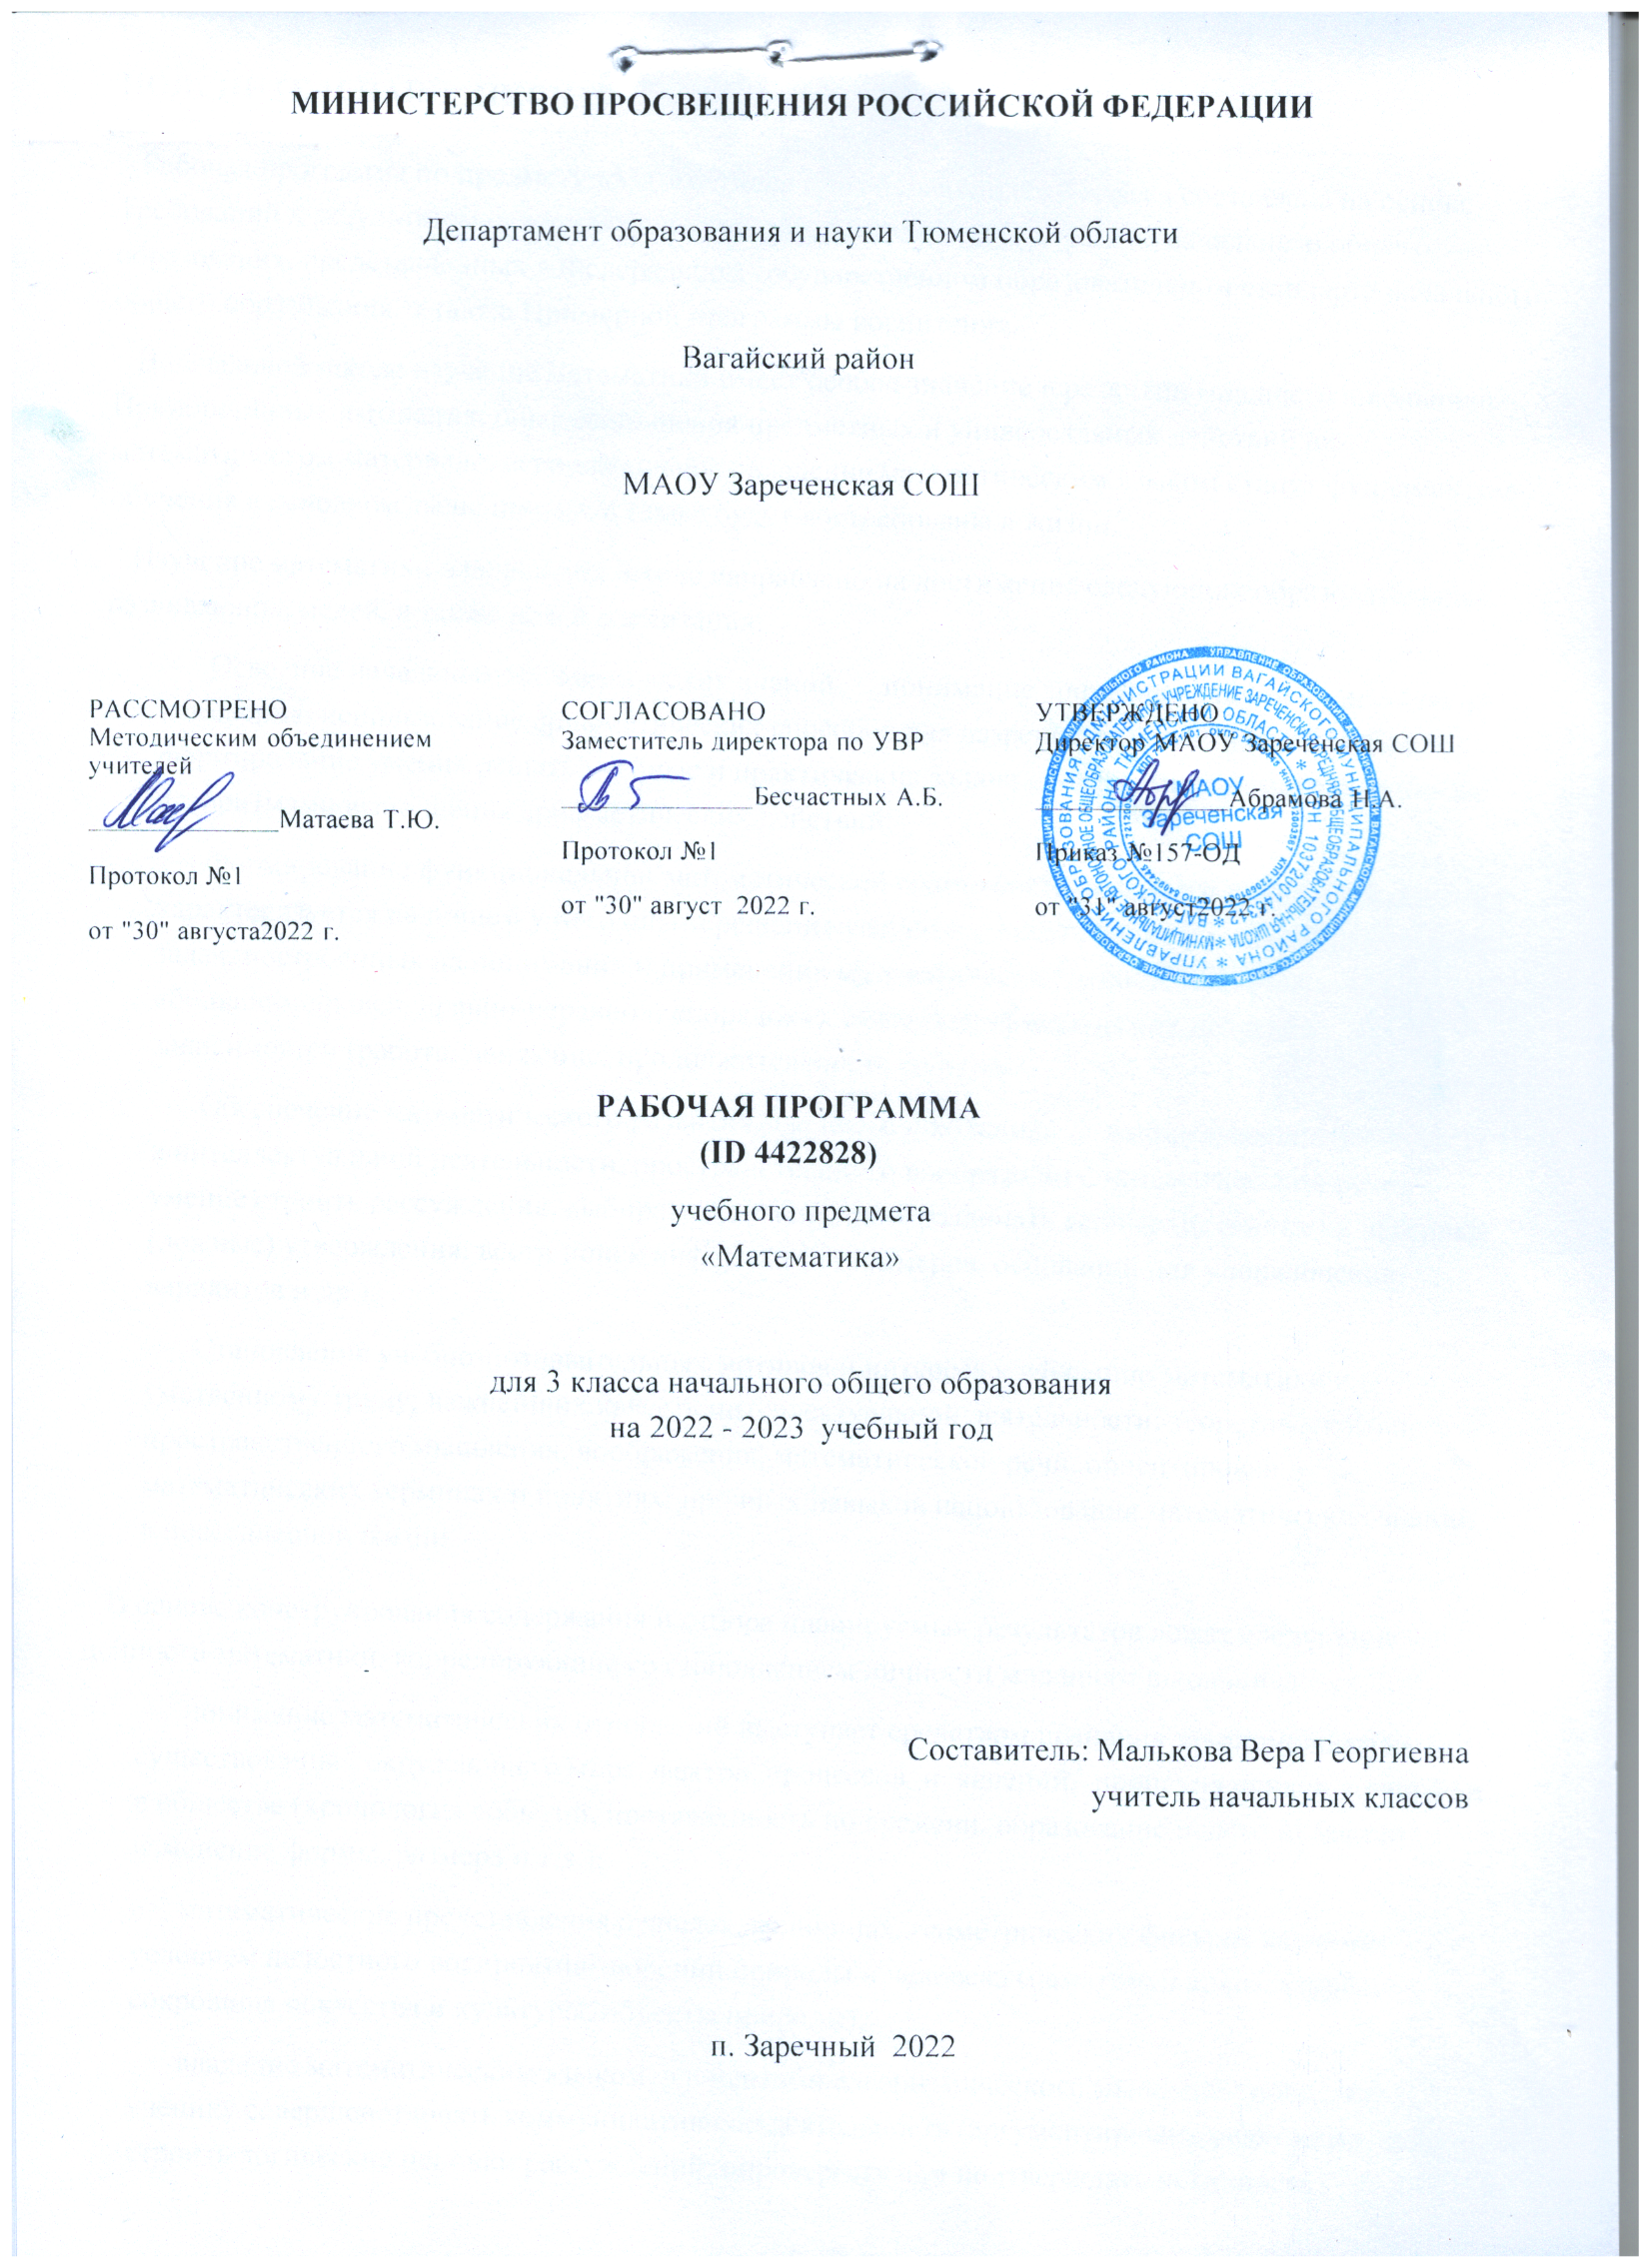 МИНИСТЕРСТВО ПРОСВЕЩЕНИЯ РОССИЙСКОЙ ФЕДЕРАЦИИ
Департамент образования и науки Тюменской области
Вагайский район
МАОУ Зареченская СОШ
РАССМОТРЕНО
Методическим объединением
учителей
Матаева Т.Ю.
Протокол №1
от "30" августа2022 г.
СОГЛАСОВАНО
Заместитель директора по УВР
Бесчастных А.Б.
Протокол №1
от "30" август  2022 г.
УТВЕРЖДЕНО
Директор МАОУ Зареченская СОШ
Абрамова Н.А.
Приказ №157-ОД
от "31" август2022 г.
МАОУ
Зареченская
СОШ
РАБОЧАЯ ПРОГРАММА
(ID 4422828)
учебного предмета
«Математика»
для 3 класса начального общего образования
на 2022 - 2023  учебный год
Составитель: Малькова Вера Георгиевна
учитель начальных классов
п. Заречный  2022